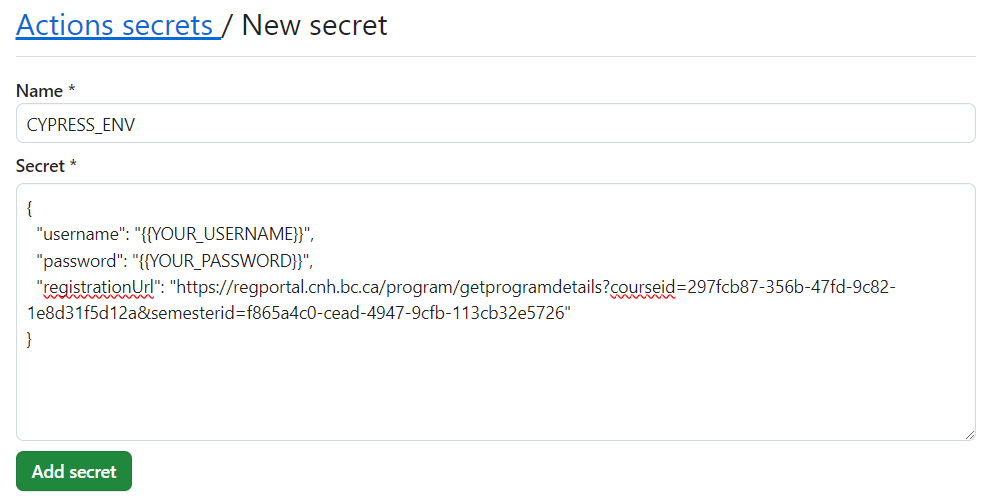 Actions secrets / New secret
Name *
CYPRESS_ENV
Secret *
{
"username": "{{YOUR_USERNAME}}",
"password": "{{YOUR_PASSWORD}}",
"registrationUrl": "https://regportal.cnh.bc.ca/program/getprogramdetails?courseid=297fcb87-356b-47fd-9c82-
1e8d31f5d12a&semesterid=f865a4c0-cead-4947-9cfb-113cb32e5726"
}
Add secret